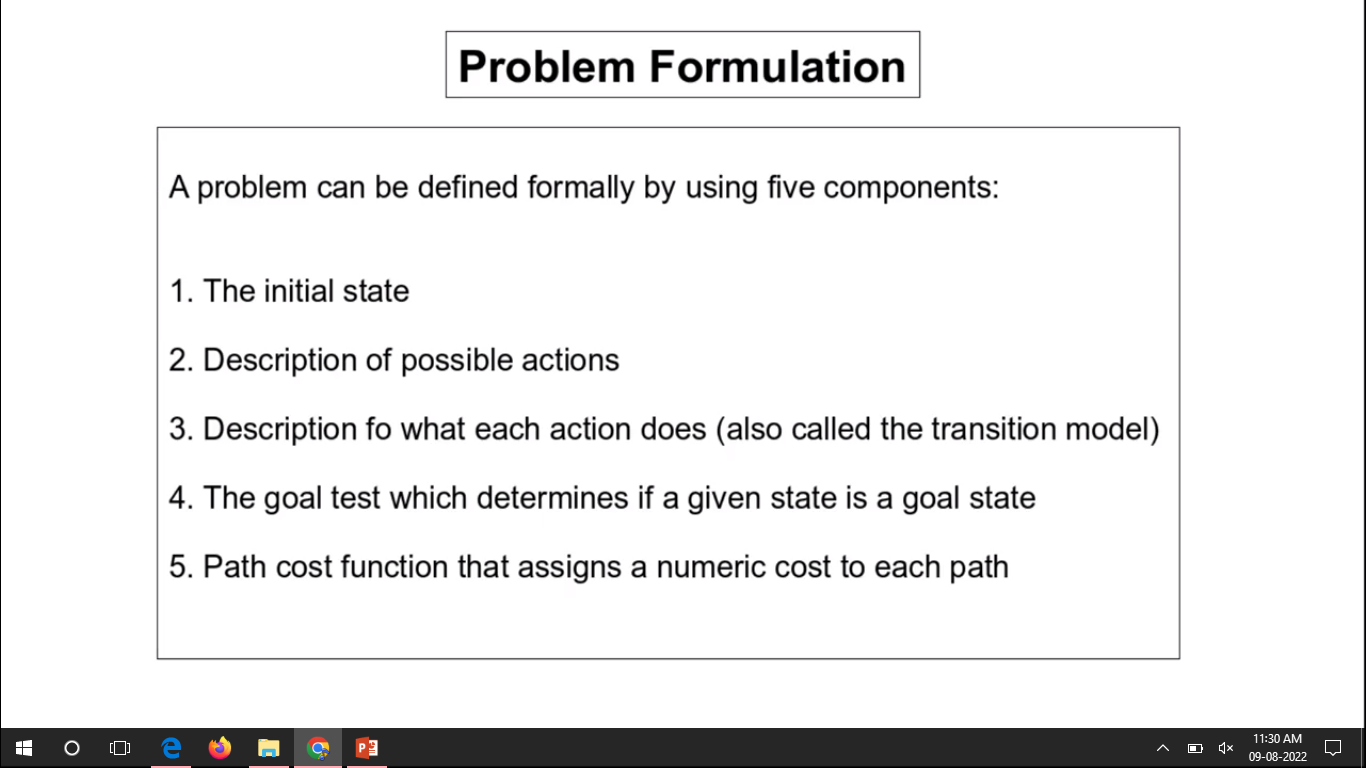 Problem Formulation
A problem can be defined formally by using five components:
1. The initial state
2. Description of possible actions
3. Description fo what each action does (also called the transition model)
4. The goal test which determines if a given state is a goal state
5. Path cost function that assigns a numeric cost to each path
11:30 AM
09-08-2022